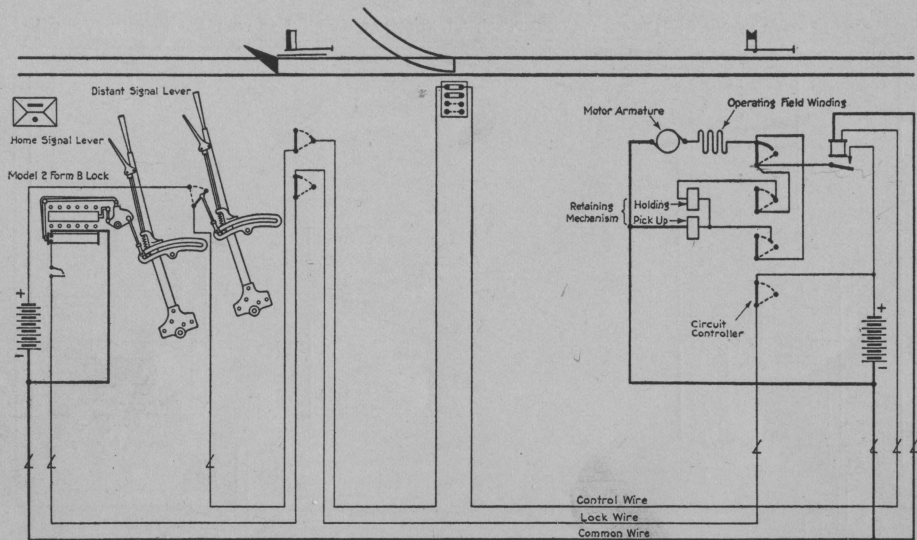 Distant Signal Lever
Home Signal Lever
Model 2 Form B Lock
+
-
Motor Armature
Operating Field Winding
Retaining
Mechanism
Holding
Pick Up
Circuit
Controller
+
-
Control Wire
Lock Wire
Common Wire